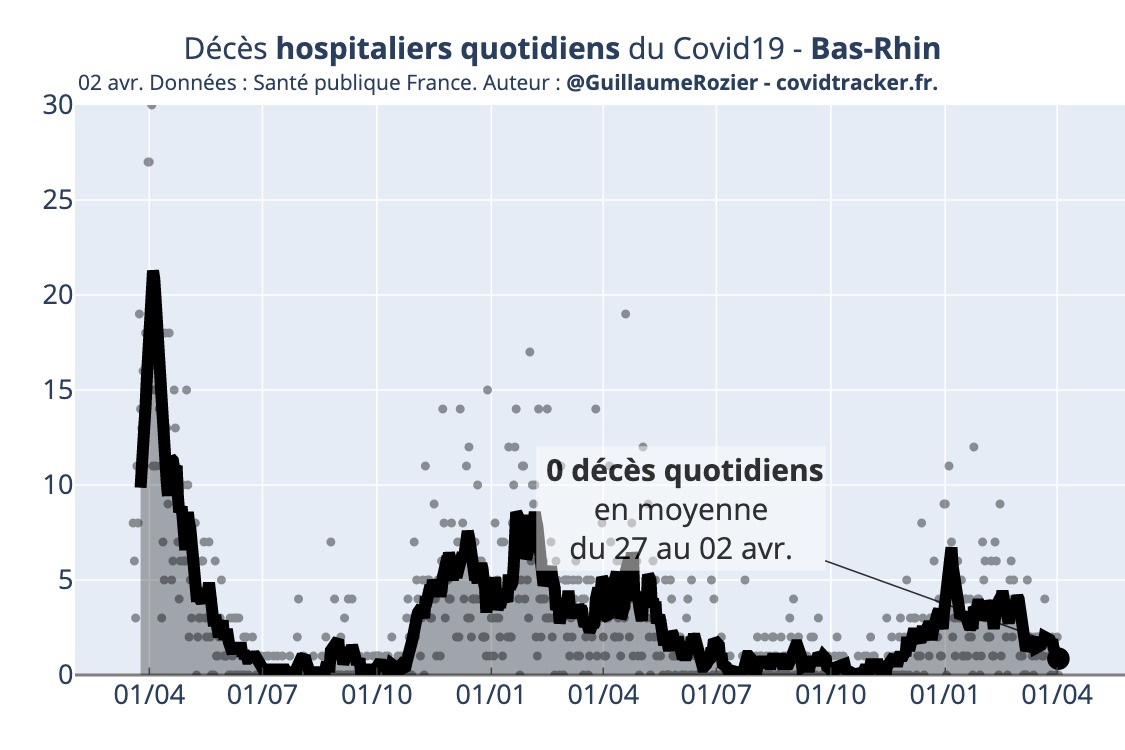 Décès hospitaliers quotidiens du Covid19 - Bas-Rhin
02 avr. Données : Santé publique France. Auteur : @GuillaumeRozier - covidtracker.fr.
30
25
20
15
10
5
0
0 décès quotidiens
en moyenne
du 27 au 02 avr.
01/04 01/07 01/10 01/01 01/04 01/07 01/10 01/01 01/04